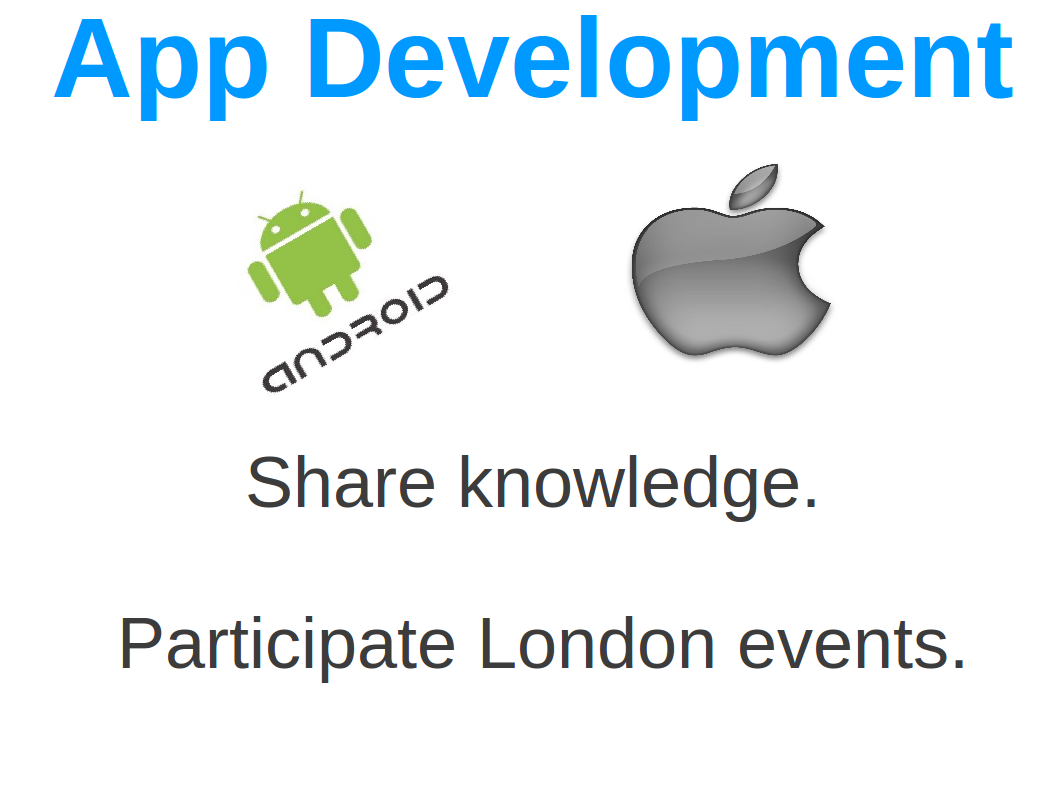 App Development
ANDROID
Share knowledge.
Participate London events.